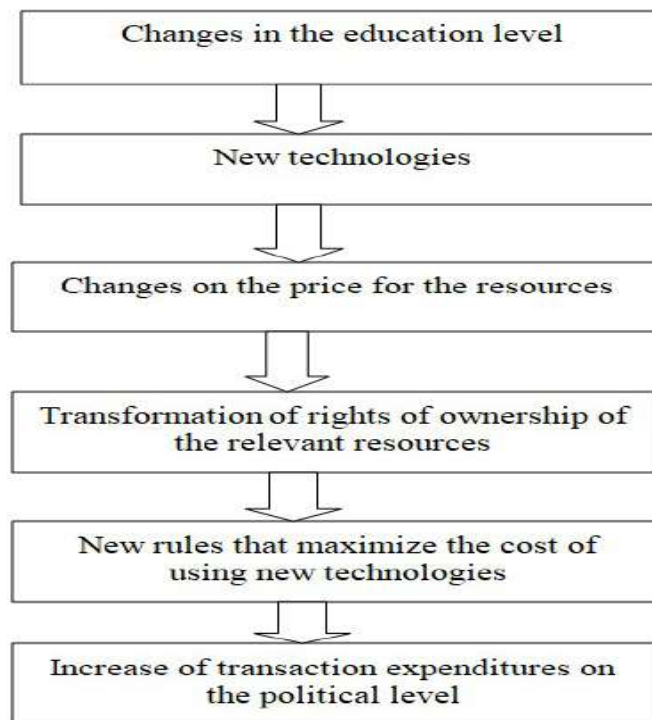 Changes in the education level
New technologies
Changes on the price for the resources
Transformation of rights of ownership of
the relevant resources
New rules that maximize the cost of
using new technologies
Increase of transaction expenditures on
the political level